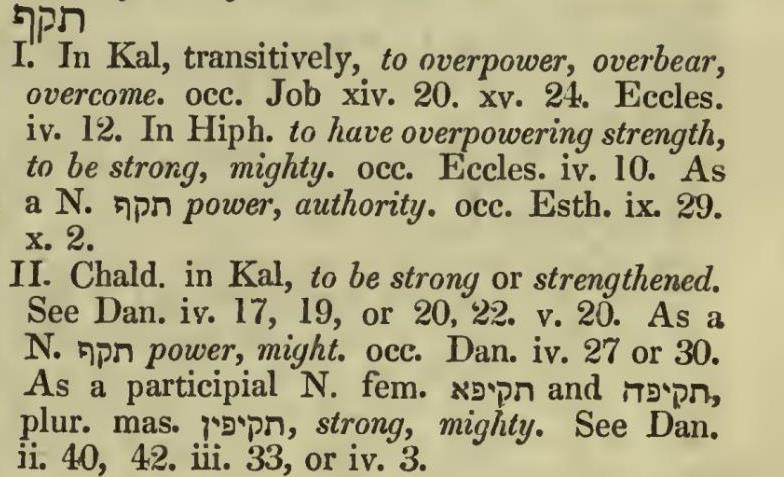 תקף
I. In Kal, transitively, to overpower, overbear,
overcome. occ. Job xiv. 20. xv. 24. Eccles.
iv. 12. In Hiph. to have overpowering strength,
to be strong, mighty. occ. Eccles. iv. 10. As
a N. תקף power, authority. occ. Esth. ix. 29.
x. 2.
II. Chald. in Kal, to be strong or strengthened.
See Dan. iv. 17, 19, or 20, 22. v. 20. As a
N. תקף power, might. occ. Dan. iv. 27 or 30.
As a participial N. fem. תקיפא and תקיפה,
plur. mas. תקיפין, strong, mighty. See Dan.
ii. 40, 42. iii. 33, or iv. 3.